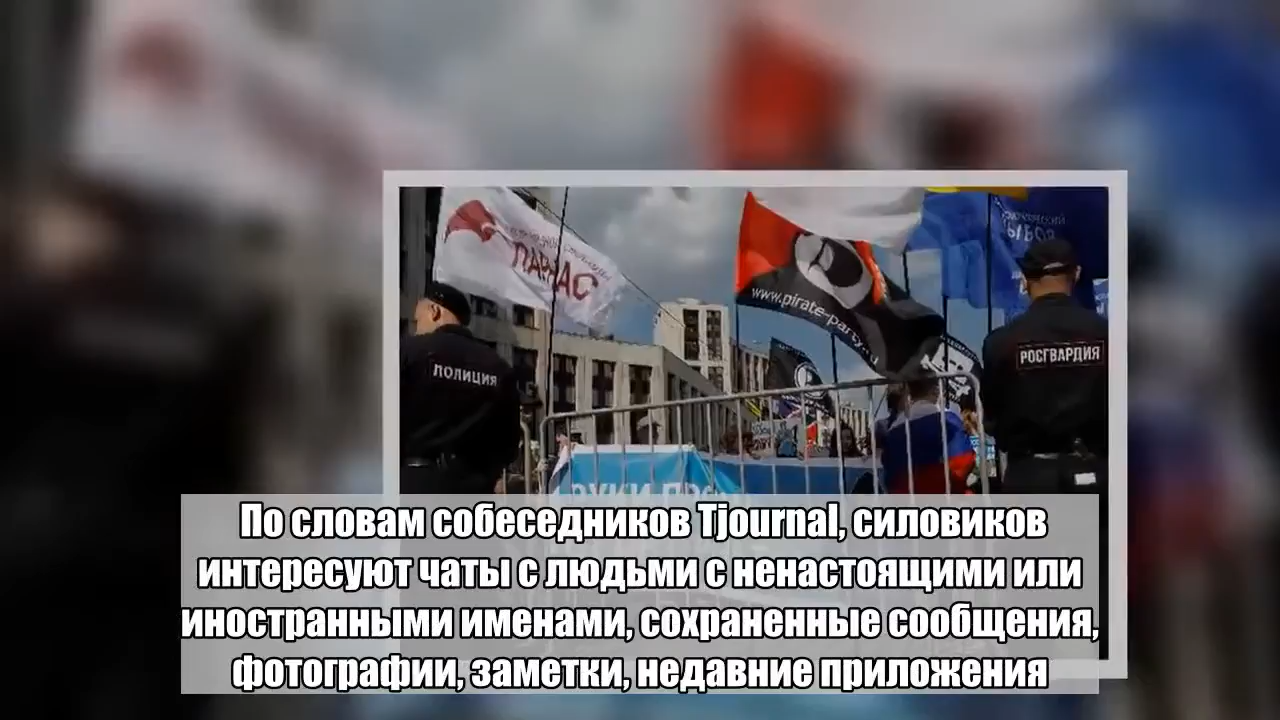 ПАРНАС
www.pirate-party.ru
ПОЛИЦИЯ
РОСГВАРДИЯ
По словам собеседников Tjournal, силовиков
интересуют чаты с людьми с ненастоящими или
иностранными именами, сохраненные сообщения,
фотографии, заметки, недавние приложения